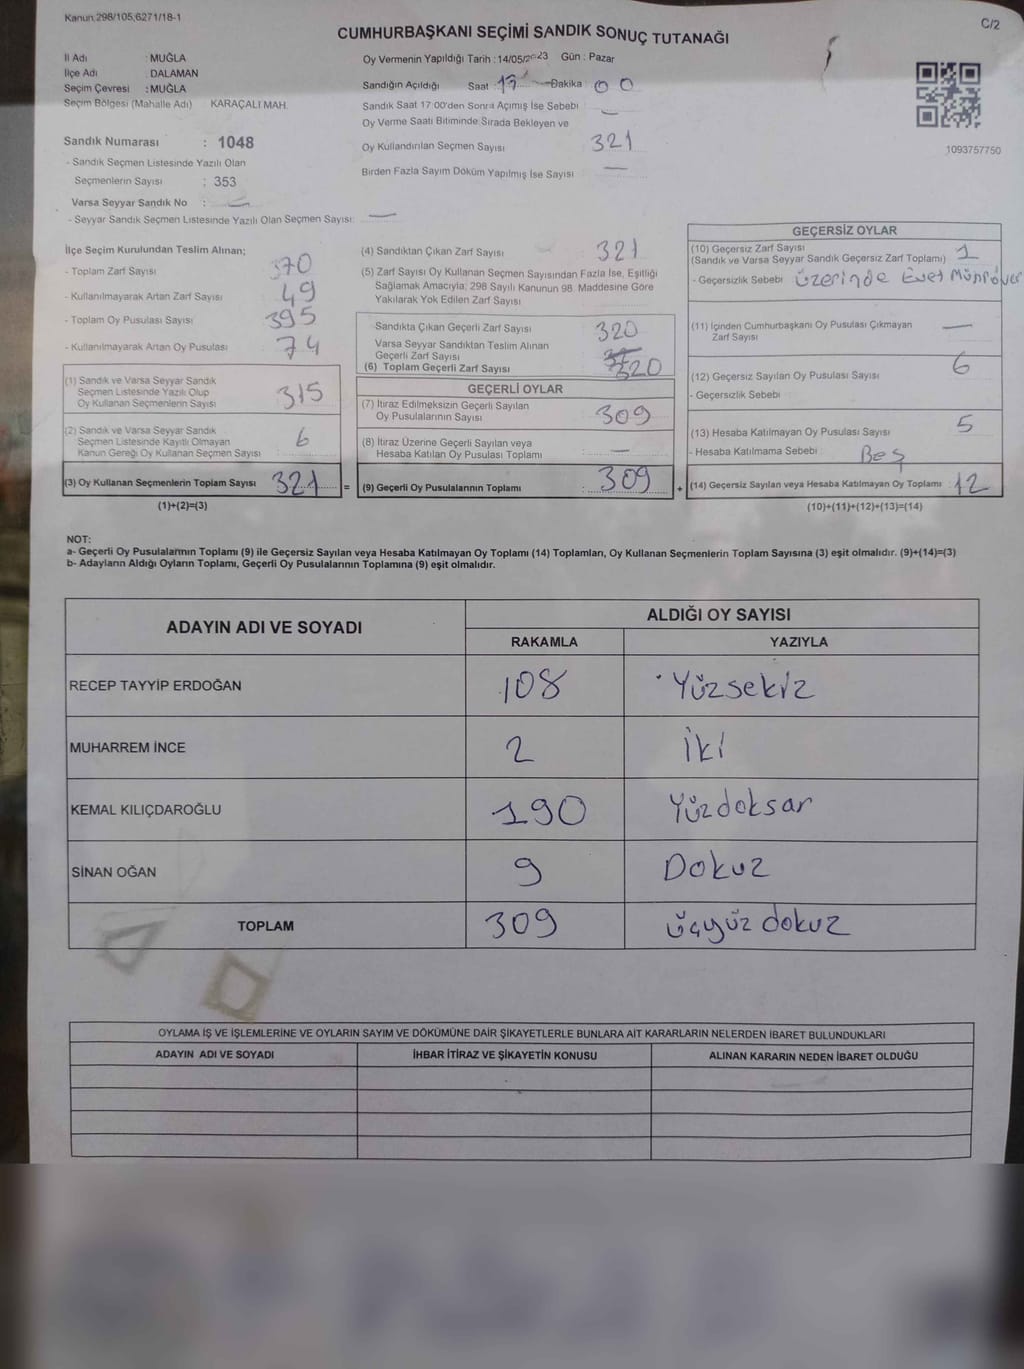 Kanun;298/105;6271/18-1
C/2
CUMHURBAŞKANI SEÇİMİ SANDIK SONUÇ TUTANAĞI
İl Adı : MUĞLA
İlçe Adı : DALAMAN
Seçim Çevresi : MUĞLA
Seçim Bölgesi (Mahalle Adı) KARAÇALI MAH.
Oy Vermenin Yapıldığı Tarih : 14/05/2023 Gün : Pazar
Sandığın Açıldığı Saat : 17 Dakika : 00
Sandık Saat 17:00'den Sonra Açımış İse Sebebi
Oy Verme Saati Bitiminde Sırada Bekleyen ve
Oy Kullandırılan Seçmen Sayısı 321
Birden Fazla Sayım Döküm Yapılmış İse Sayısı —
1093757750
Sandık Numarası : 1048
- Sandık Seçmen Listesinde Yazılı Olan
Seçmenlerin Sayısı : 353
Varsa Seyyar Sandık No : —
- Seyyar Sandık Seçmen Listesinde Yazılı Olan Seçmen Sayısı: —
İlçe Seçim Kurulundan Teslim Alınan;
- Toplam Zarf Sayısı 370
- Kullanılmayarak Artan Zarf Sayısı 49
- Toplam Oy Pusulası Sayısı 395
- Kullanılmayarak Artan Oy Pusulası 74
(1) Sandık ve Varsa Seyyar Sandık
Seçmen Listesinde Yazılı Olup
Oy Kullanan Seçmenlerin Sayısı 315
(2) Sandık ve Varsa Seyyar Sandık
Seçmen Listesinde Kayıtlı Olmayan
Kanun Gereği Oy Kullanan Seçmen Sayısı 6
(3) Oy Kullanan Seçmenlerin Toplam Sayısı 321 =
(1)+(2)=(3)
(4) Sandıktan Çıkan Zarf Sayısı 321
(5) Zarf Sayısı Oy Kullanan Seçmen Sayısından Fazla İse, Eşitliği
Sağlamak Amacıyla; 298 Sayılı Kanunun 98. Maddesine Göre
Yakılarak Yok Edilen Zarf Sayısı
Sandıkta Çıkan Geçerli Zarf Sayısı 320
Varsa Seyyar Sandıktan Teslim Alınan
Geçerli Zarf Sayısı
(6) Toplam Geçerli Zarf Sayısı 320
GEÇERLİ OYLAR
(7) İtiraz Edilmeksizin Geçerli Sayılan
Oy Pusulalarının Sayısı 309
(8) İtiraz Üzerine Geçerli Sayılan veya
Hesaba Katılan Oy Pusulası Toplamı —
(9) Geçerli Oy Pusulalarının Toplamı : 309 +
GEÇERSİZ OYLAR
(10) Geçersiz Zarf Sayısı 1
(Sandık ve Varsa Seyyar Sandık Geçersiz Zarf Toplamı)
- Geçersizlik Sebebi üzerinde Evet Mührü var
(11) İçinden Cumhurbaşkanı Oy Pusulası Çıkmayan
Zarf Sayısı —
(12) Geçersiz Sayılan Oy Pusulası Sayısı 6
- Geçersizlik Sebebi
(13) Hesaba Katılmayan Oy Pusulası Sayısı 5
- Hesaba Katılmama Sebebi Beş
(14) Geçersiz Sayılan veya Hesaba Katılmayan Oy Toplamı : 12
(10)+(11)+(12)+(13)=(14)
NOT:
a- Geçerli Oy Pusulalarının Toplamı (9) ile Geçersiz Sayılan veya Hesaba Katılmayan Oy Toplamı (14) Toplamları, Oy Kullanan Seçmenlerin Toplam Sayısına (3) eşit olmalıdır. (9)+(14)=(3)
b- Adayların Aldığı Oyların Toplamı, Geçerli Oy Pusulalarının Toplamına (9) eşit olmalıdır.
ADAYIN ADI VE SOYADI ALDIĞI OY SAYISI
RAKAMLA YAZIYLA
RECEP TAYYİP ERDOĞAN 108 Yüzsekiz
MUHARREM İNCE 2 İki
KEMAL KILIÇDAROĞLU 190 Yüzdoksan
SİNAN OĞAN 9 Dokuz
TOPLAM 309 üçyüz dokuz
OYLAMA İŞ VE İŞLEMLERİNE VE OYLARIN SAYIM VE DÖKÜMÜNE DAİR ŞİKAYETLERLE BUNLARA AİT KARARLARIN NELERDEN İBARET BULUNDUKLARI
ADAYIN ADI VE SOYADI İHBAR İTİRAZ VE ŞİKAYETİN KONUSU ALINAN KARARIN NEDEN İBARET OLDUĞU